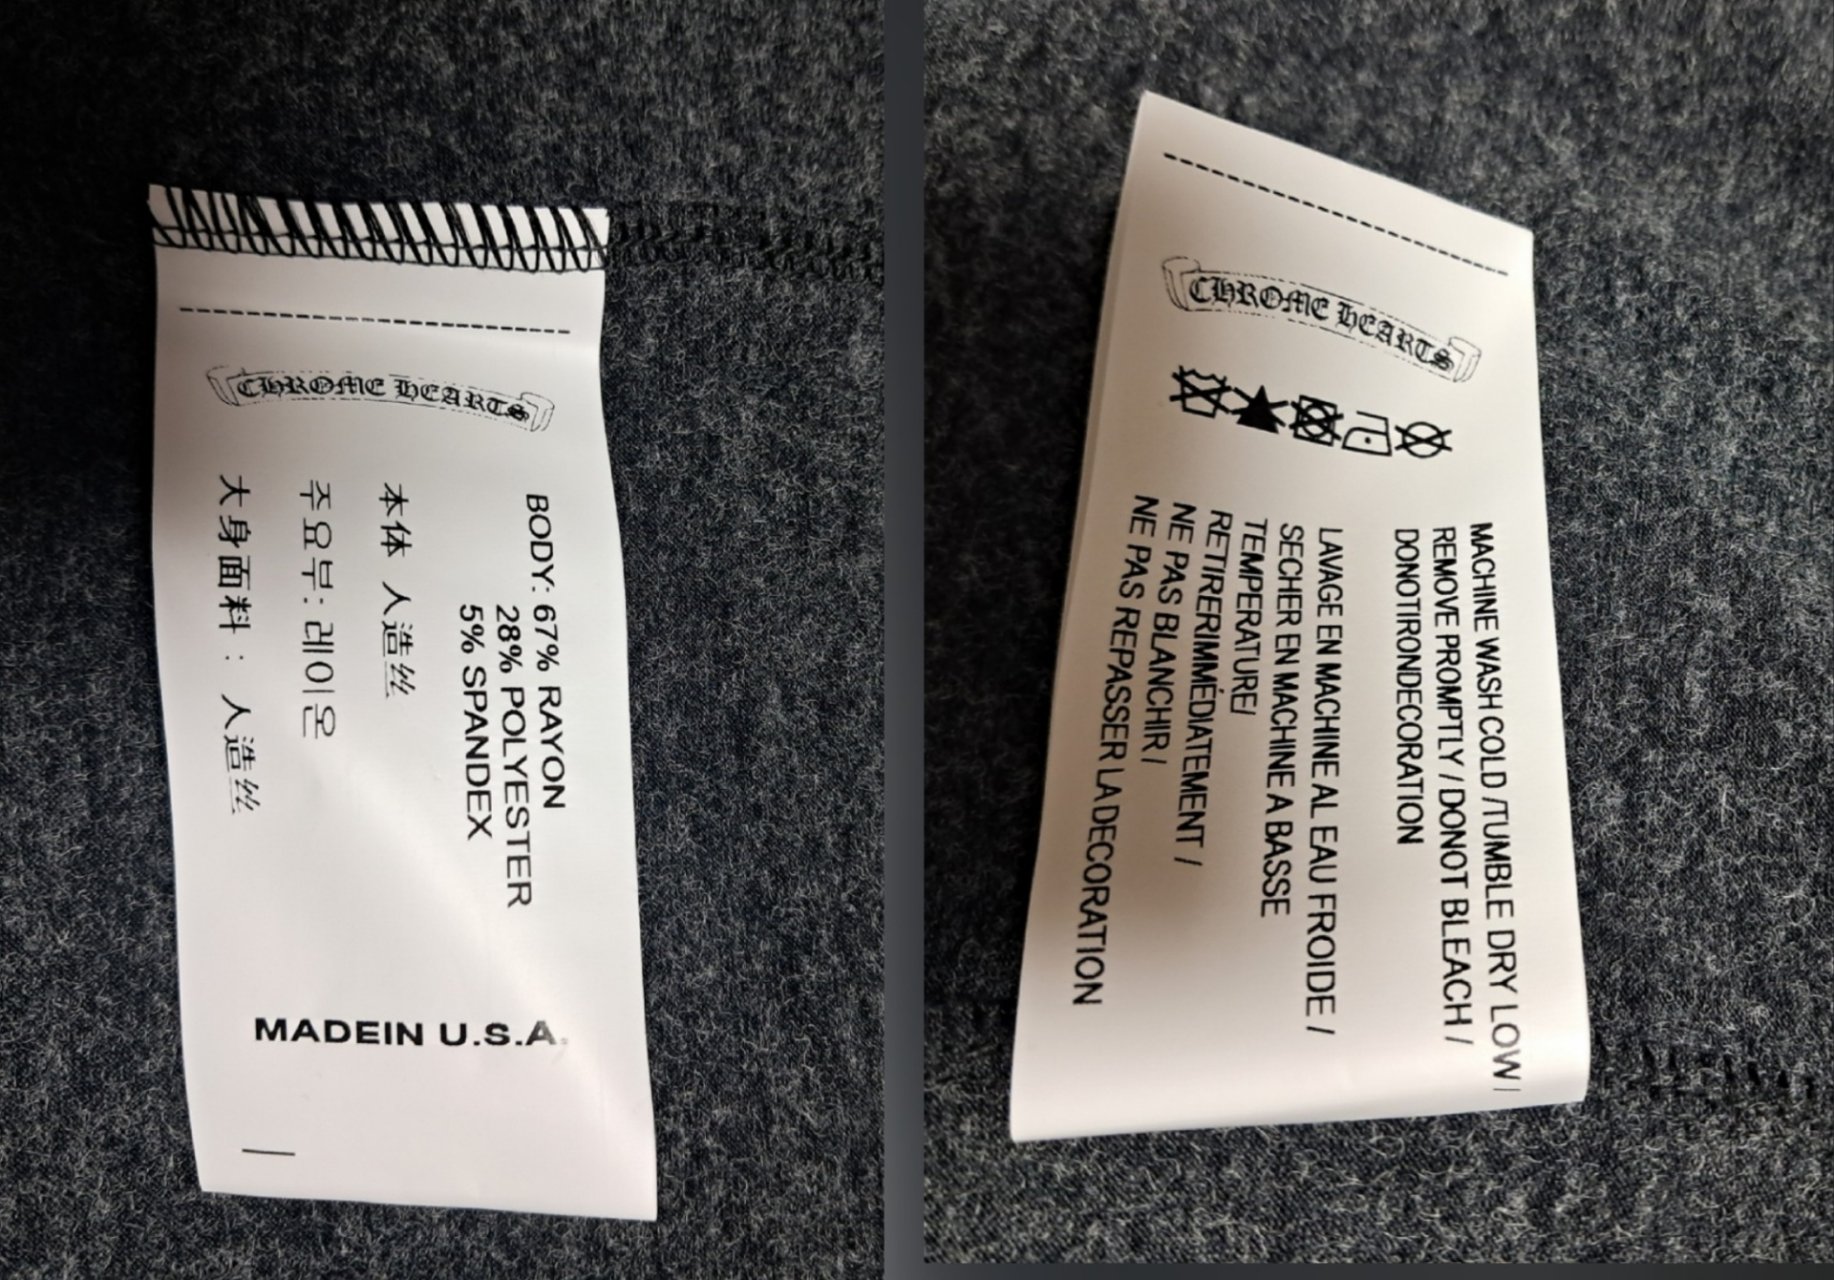 CHROME HEARTS
BODY: 67% RAYON
28% POLYESTER
5% SPANDEX
本体 人造丝
주요부: 레이온
大身面料： 人造丝
MADEIN U.S.A.
CHROME HEARTS
MACHINE WASH COLD /TUMBLE DRY LOW/
REMOVE PROMPTLY / DONOT BLEACH /
DONOTIRONDECORATION
LAVAGE EN MACHINE AL EAU FROIDE /
SECHER EN MACHINE A BASSE
TEMPERATURE/
RETIRERIMMÉDIATEMENT /
NE PAS BLANCHIR /
NE PAS REPASSER LA DECORATION